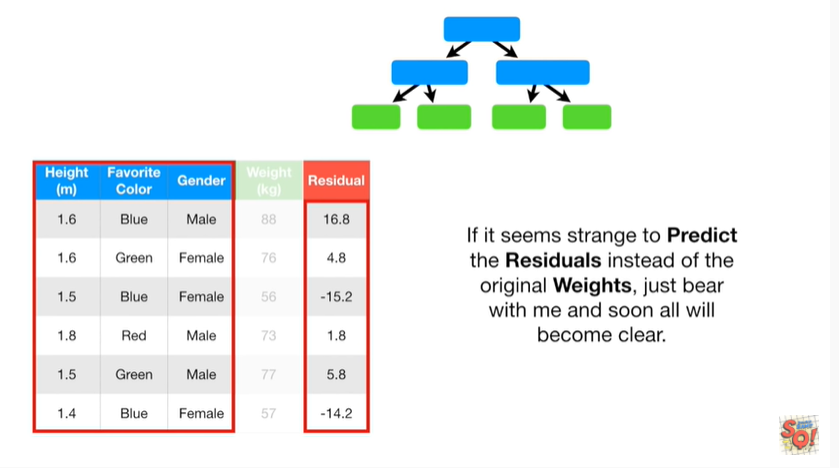 Height (m) Favorite Color Gender Weight (kg) Residual
1.6 Blue Male 88 16.8
1.6 Green Female 76 4.8
1.5 Blue Female 56 -15.2
1.8 Red Male 73 1.8
1.5 Green Male 77 5.8
1.4 Blue Female 57 -14.2
If it seems strange to Predict
the Residuals instead of the
original Weights, just bear
with me and soon all will
become clear.
SQ!